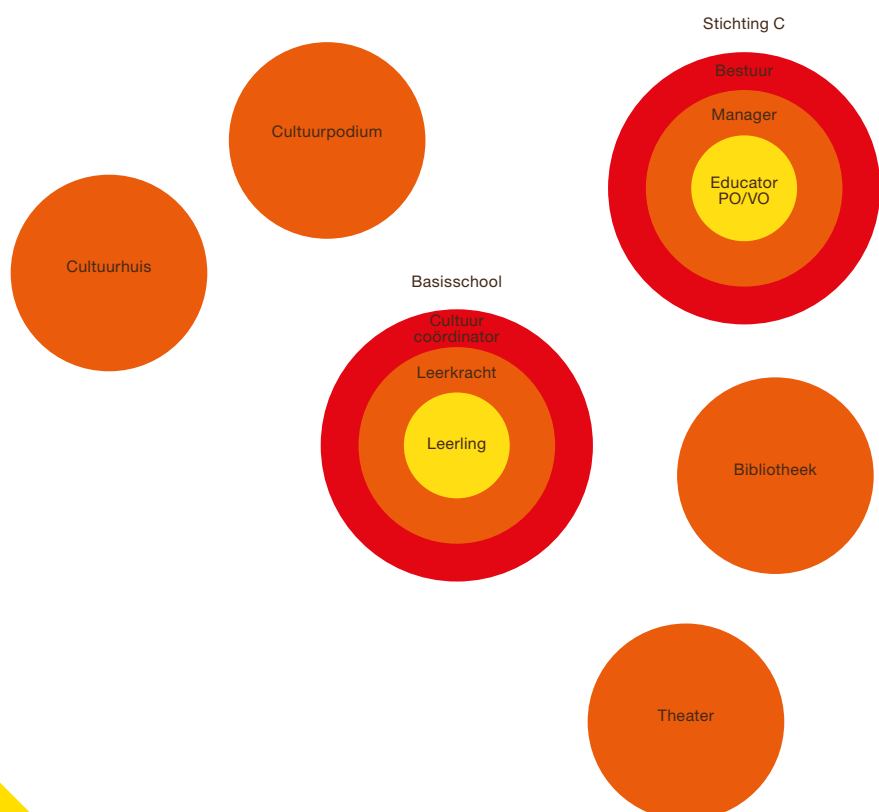 Stichting C
Bestuur
Manager
Educator
PO/VO
Cultuurpodium
Cultuurhuis
Basisschool
Cultuur
coördinator
Leerkracht
Leerling
Bibliotheek
Theater